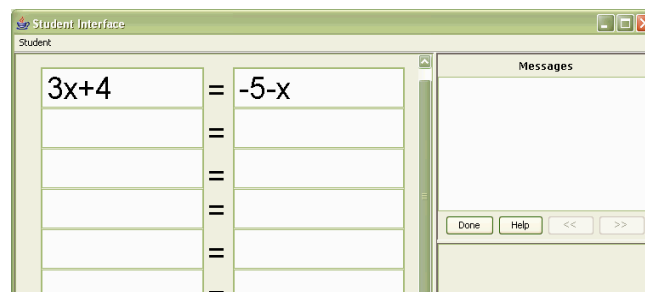 Student Interface
Student
3x+4 = -5-x
=
=
=
=
=
Messages
Done Help << >>